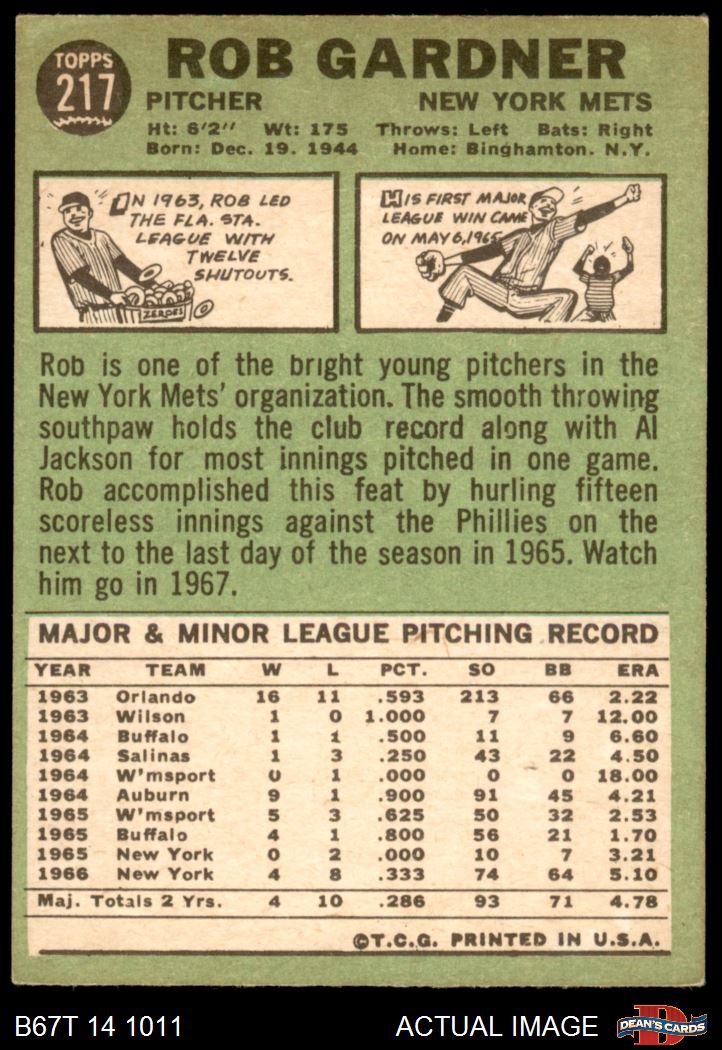 TOPPS
217
ROB GARDNER
PITCHER NEW YORK METS
Ht: 6'2'' Wt: 175 Throws: Left Bats: Right
Born: Dec. 19. 1944 Home: Binghamton. N.Y.
IN 1963, ROB LED
THE FLA. STA.
LEAGUE WITH
TWELVE
SHUTOUTS.
ZEROES
HIS FIRST MAJOR
LEAGUE WIN CAME
ON MAY 6, 1965
Rob is one of the bright young pitchers in the
New York Mets' organization. The smooth throwing
southpaw holds the club record along with Al
Jackson for most innings pitched in one game.
Rob accomplished this feat by hurling fifteen
scoreless innings against the Phillies on the
next to the last day of the season in 1965. Watch
him go in 1967.
MAJOR & MINOR LEAGUE PITCHING RECORD
YEAR TEAM W L PCT. SO BB ERA
1963 Orlando 16 11 .593 213 66 2.22
1963 Wilson 1 0 1.000 7 7 12.00
1964 Buffalo 1 1 .500 11 9 6.60
1964 Salinas 1 3 .250 43 22 4.50
1964 W'msport 0 1 .000 0 0 18.00
1964 Auburn 9 1 .900 91 45 4.21
1965 W'msport 5 3 .625 50 32 2.53
1965 Buffalo 4 1 .800 56 21 1.70
1965 New York 0 2 .000 10 7 3.21
1966 New York 4 8 .333 74 64 5.10
Maj. Totals 2 Yrs. 4 10 .286 93 71 4.78
©T.C.G. PRINTED IN U.S.A.
B67T 14 1011 ACTUAL IMAGE
D
DEAN'S CARDS